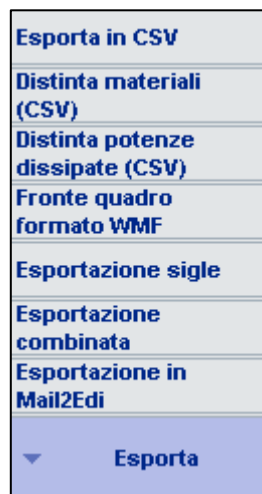 Esporta in CSV
Distinta materiali
(CSV)
Distinta potenze
dissipate (CSV)
Fronte quadro
formato WMF
Esportazione sigle
Esportazione
combinata
Esportazione in
Mail2Edi
Esporta